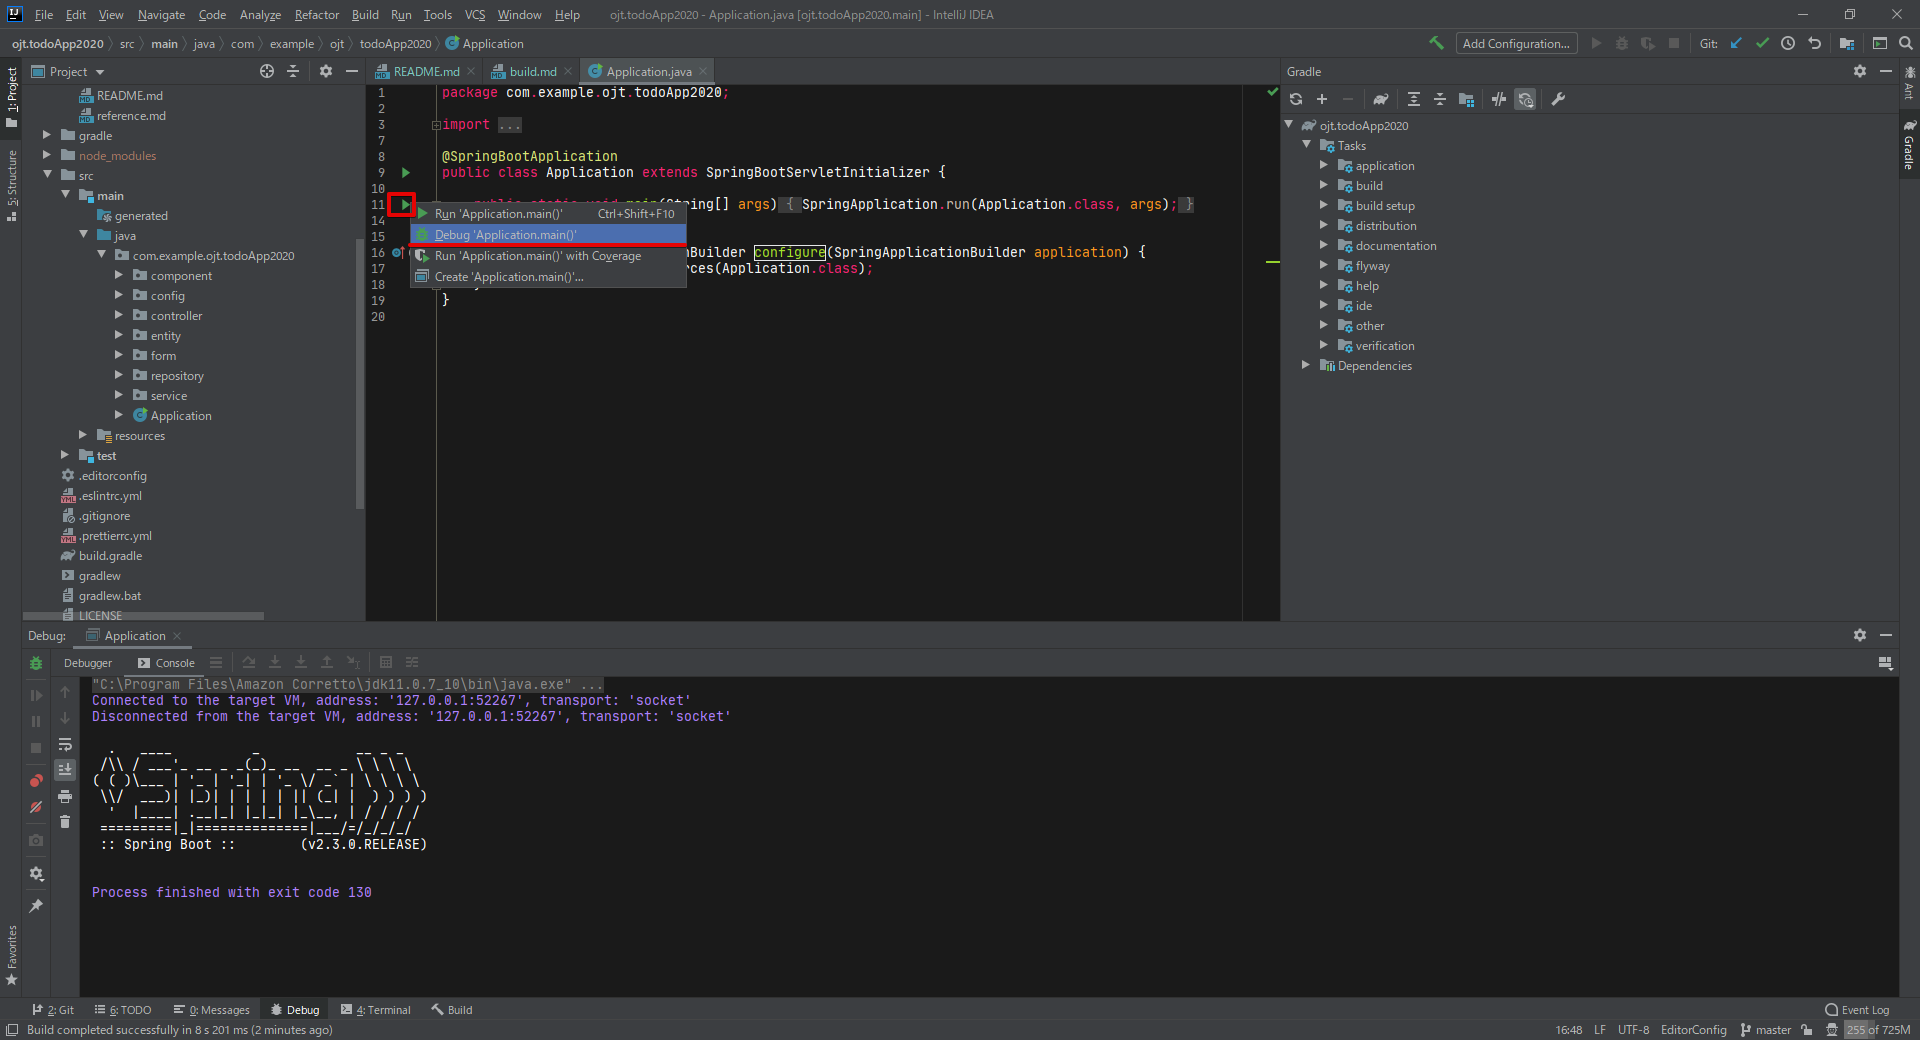 File Edit View Navigate Code Analyze Refactor Build Run Tools VCS Window Help ojt.todoApp2020 - Application.java [ojt.todoApp2020.main] - IntelliJ IDEA
ojt.todoApp2020 src main java com example ojt todoApp2020 Application Add Configuration... Git:
1: Project
5: Structure
Favorites
Project
README.md
reference.md
gradle
node_modules
src
main
generated
java
com.example.ojt.todoApp2020
component
config
controller
entity
form
repository
service
Application
resources
test
.editorconfig
.eslintrc.yml
.gitignore
.prettierrc.yml
build.gradle
gradlew
gradlew.bat
LICENSE
README.md build.md Application.java
1 package com.example.ojt.todoApp2020;
2
3 import ...
7
8 @SpringBootApplication
9 public class Application extends SpringBootServletInitializer {
10
11 public static void main(String[] args) { SpringApplication.run(Application.class, args); }
14
15
16 nBuilder configure(SpringApplicationBuilder application) {
17 rces(Application.class);
18
19 }
20
Run 'Application.main()' Ctrl+Shift+F10
Debug 'Application.main()'
Run 'Application.main()' with Coverage
Create 'Application.main()'...
Gradle
ojt.todoApp2020
Tasks
application
build
build setup
distribution
documentation
flyway
help
ide
other
verification
Dependencies
Ant
Gradle
Debug: Application
Debugger Console
"C:\Program Files\Amazon Corretto\jdk11.0.7_10\bin\java.exe" ...
Connected to the target VM, address: '127.0.0.1:52267', transport: 'socket'
Disconnected from the target VM, address: '127.0.0.1:52267', transport: 'socket'
  .   ____          _            __ _ _
 /\\ / ___'_ __ _ _(_)_ __  __ _ \ \ \ \
( ( )\___ | '_ | '_| | '_ \/ _` | \ \ \ \
 \\/  ___)| |_)| | | | | || (_| |  ) ) ) )
  '  |____| .__|_| |_|_| |_\__, | / / / /
 =========|_|==============|___/=/_/_/_/
 :: Spring Boot ::        (v2.3.0.RELEASE)
Process finished with exit code 130
2: Git 6: TODO 0: Messages Debug 4: Terminal Build Event Log
Build completed successfully in 8 s 201 ms (2 minutes ago) 16:48 LF UTF-8 EditorConfig master 255 of 725M